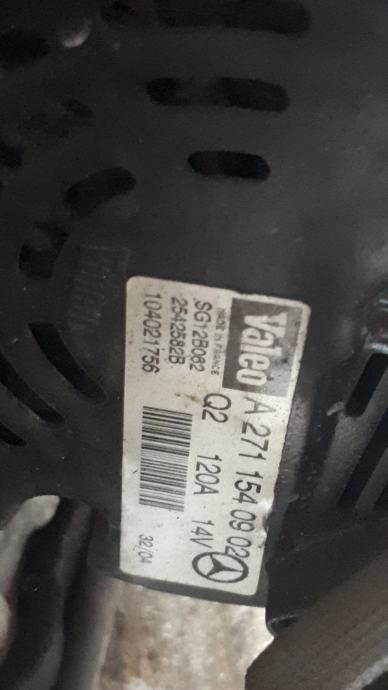 Valeo A 271 154 09 02
MADE IN FRANCE
SG12B082
2542582B
104021756
Q2 120A 14V
32/04